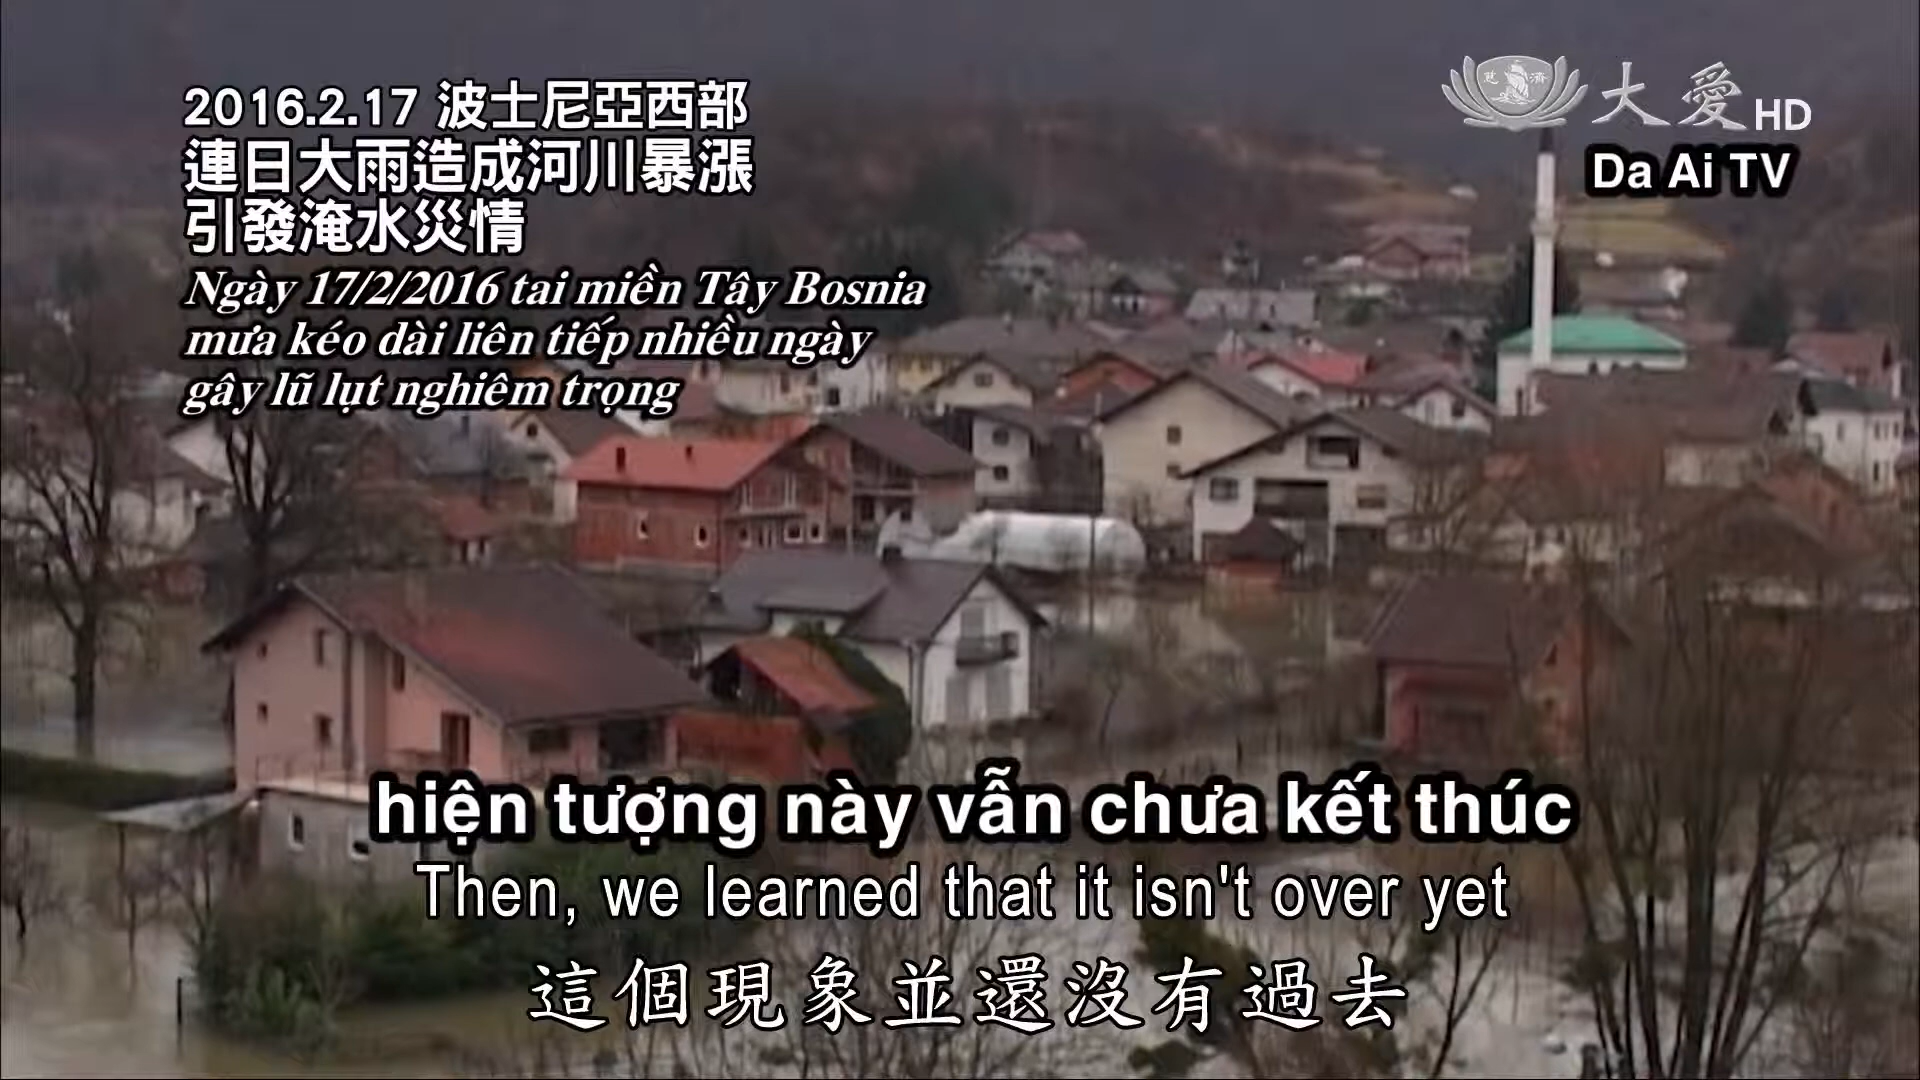 2016.2.17 波士尼亞西部
連日大雨造成河川暴漲
引發淹水災情
Ngày 17/2/2016 tai miền Tây Bosnia
mưa kéo dài liên tiếp nhiều ngày
gây lũ lụt nghiêm trọng
慈濟
大愛HD
Da Ai TV
hiện tượng này vẫn chưa kết thúc
Then, we learned that it isn't over yet
這個現象並還沒有過去